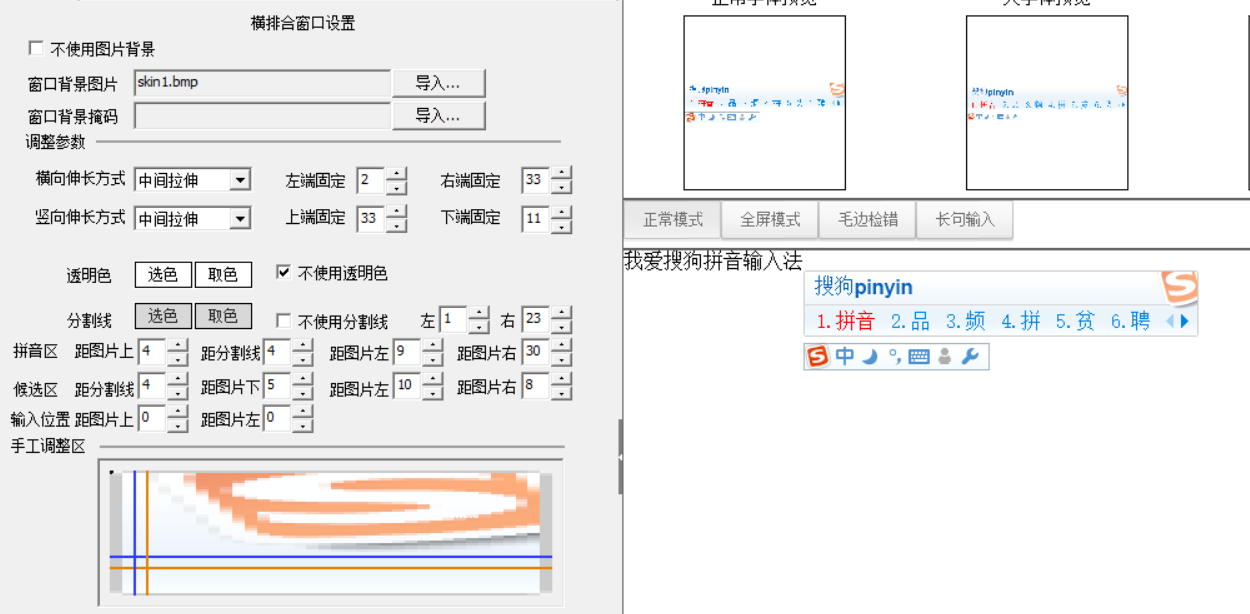 横排合窗口设置
不使用图片背景
窗口背景图片 skin1.bmp 导入...
窗口背景掩码 导入...
调整参数
横向伸长方式 中间拉伸 左端固定 2 右端固定 33
竖向伸长方式 中间拉伸 上端固定 33 下端固定 11
透明色 选色 取色 不使用透明色
分割线 选色 取色 不使用分割线 左 1 右 23
拼音区 距图片上 4 距分割线 4 距图片左 9 距图片右 30
候选区 距分割线 4 距图片下 5 距图片左 10 距图片右 8
输入位置 距图片上 0 距图片左 0
手工调整区
正常模式 全屏模式 毛边检错 长句输入
我爱搜狗拼音输入法
搜狗pinyin
1.拼音 2.品 3.频 4.拼 5.贫 6.聘
中